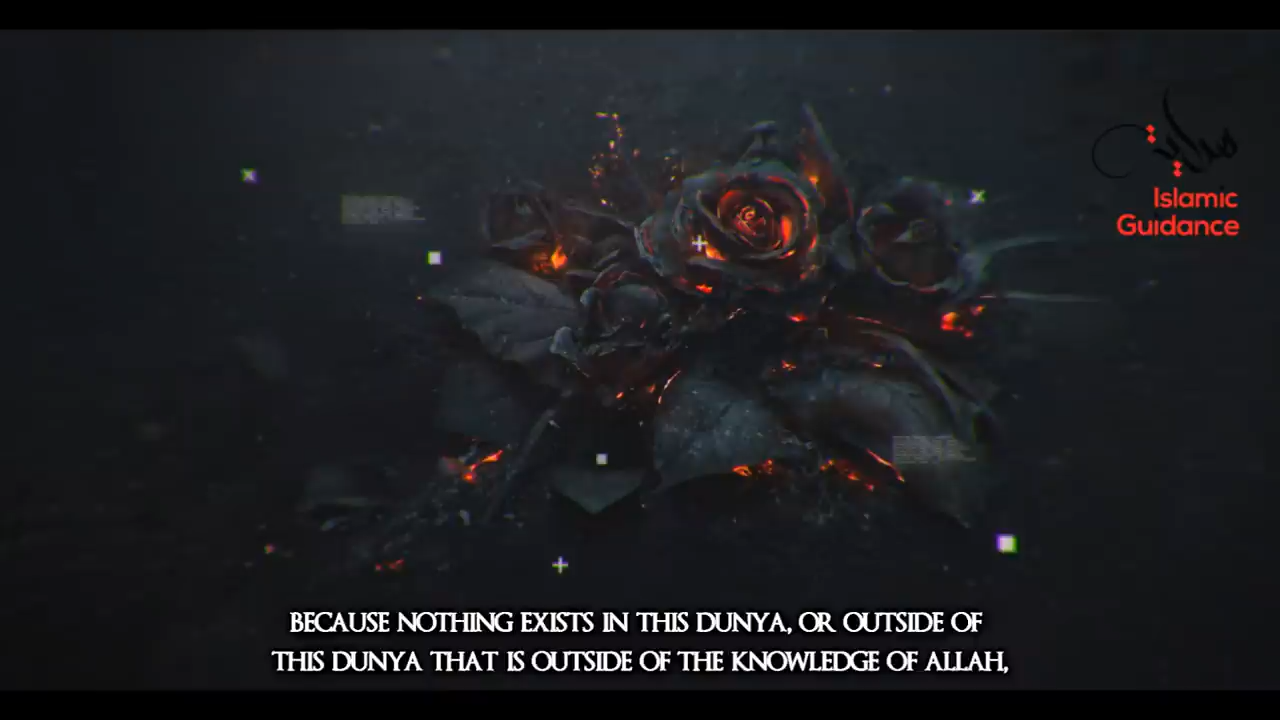 هداية
Islamic
Guidance
BECAUSE NOTHING EXISTS IN THIS DUNYA, OR OUTSIDE OF
THIS DUNYA THAT IS OUTSIDE OF THE KNOWLEDGE OF ALLAH,